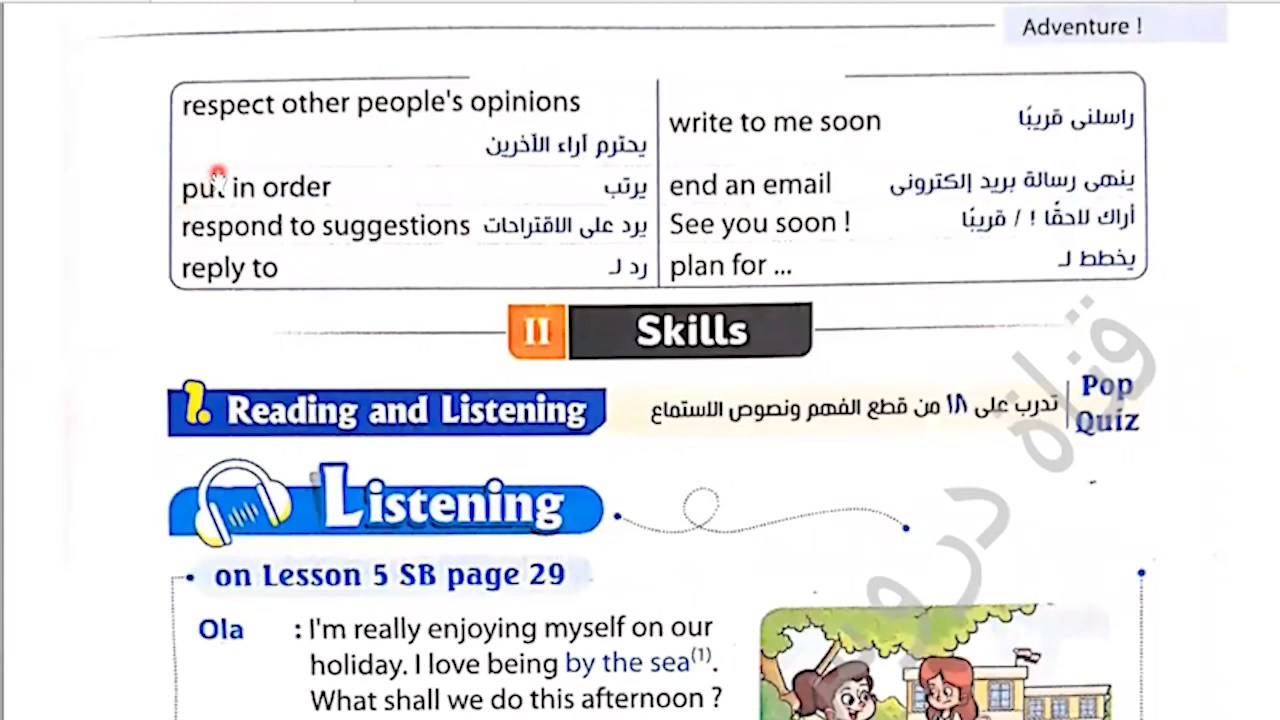 Adventure !
respect other people's opinions
يحترم آراء الآخرين
put in order يرتب
respond to suggestions يرد على الاقتراحات
reply to رد لـ
write to me soon راسلنى قريبًا
end an email ينهى رسالة بريد إلكترونى
See you soon ! أراك لاحقًا ! / قريبًا
plan for ... يخطط لـ
II Skills
1. Reading and Listening
تدرب على ١٨ من قطع الفهم ونصوص الاستماع
Pop
Quiz
Listening
on Lesson 5 SB page 29
Ola : I'm really enjoying myself on our
holiday. I love being by the sea(1).
What shall we do this afternoon ?
قناة